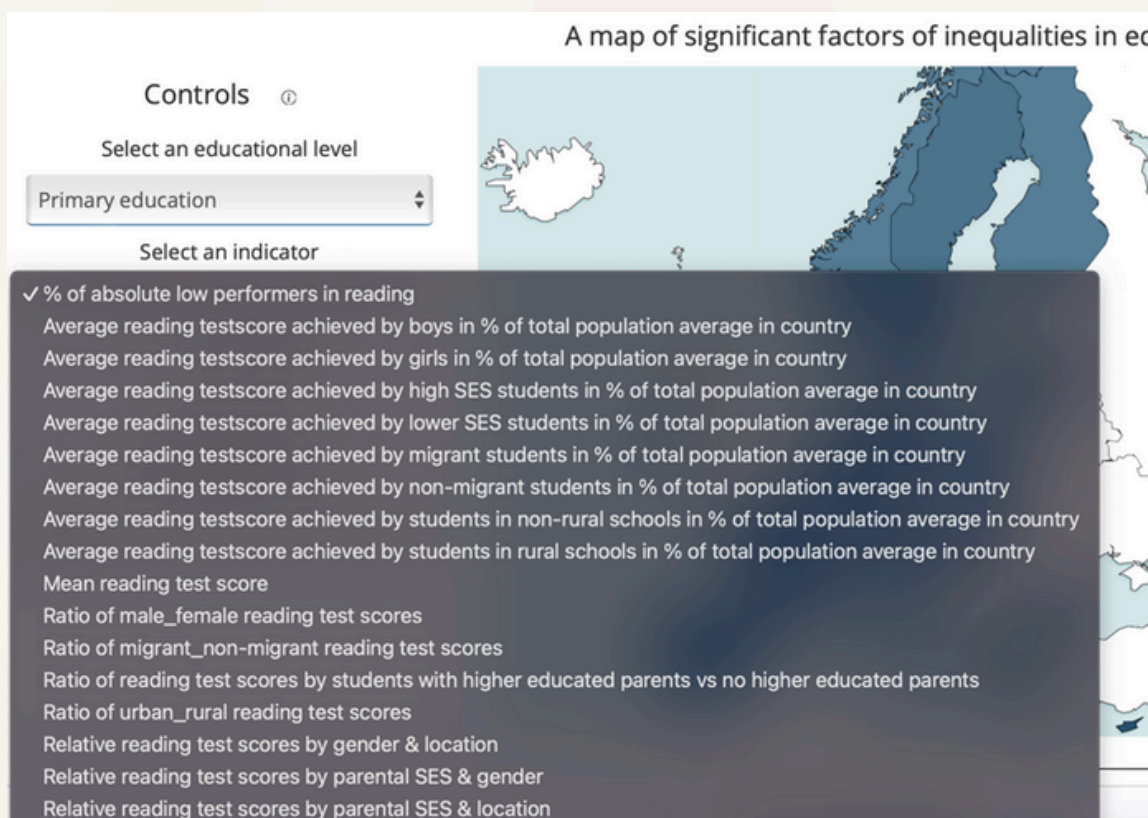 A map of significant factors of inequalities in
Controls
Select an educational level
Primary education
Select an indicator
✓ % of absolute low performers in reading
Average reading testscore achieved by boys in % of total population average in country
Average reading testscore achieved by girls in % of total population average in country
Average reading testscore achieved by high SES students in % of total population average in country
Average reading testscore achieved by lower SES students in % of total population average in country
Average reading testscore achieved by migrant students in % of total population average in country
Average reading testscore achieved by non-migrant students in % of total population average in country
Average reading testscore achieved by students in non-rural schools in % of total population average in country
Average reading testscore achieved by students in rural schools in % of total population average in country
Mean reading test score
Ratio of male_female reading test scores
Ratio of migrant_non-migrant reading test scores
Ratio of reading test scores by students with higher educated parents vs no higher educated parents
Ratio of urban_rural reading test scores
Relative reading test scores by gender & location
Relative reading test scores by parental SES & gender
Relative reading test scores by parental SES & location